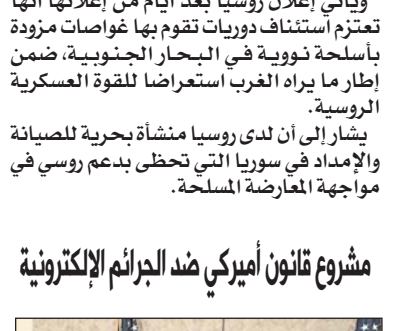 ويأتي إعلان روسيا بعد أيام من إعلانها أنها
تعتزم استئناف دوريات تقوم بها غواصات مزودة
بأسلحة نووية في البحار الجنوبية، ضمن
إطار ما يراه الغرب استعراضا للقوة العسكرية
الروسية.
يشار إلى أن لدى روسيا منشأة بحرية للصيانة
والإمداد في سوريا التي تحظى بدعم روسي في
مواجهة المعارضة المسلحة.
مشروع قانون أميركي ضد الجرائم الإلكترونية